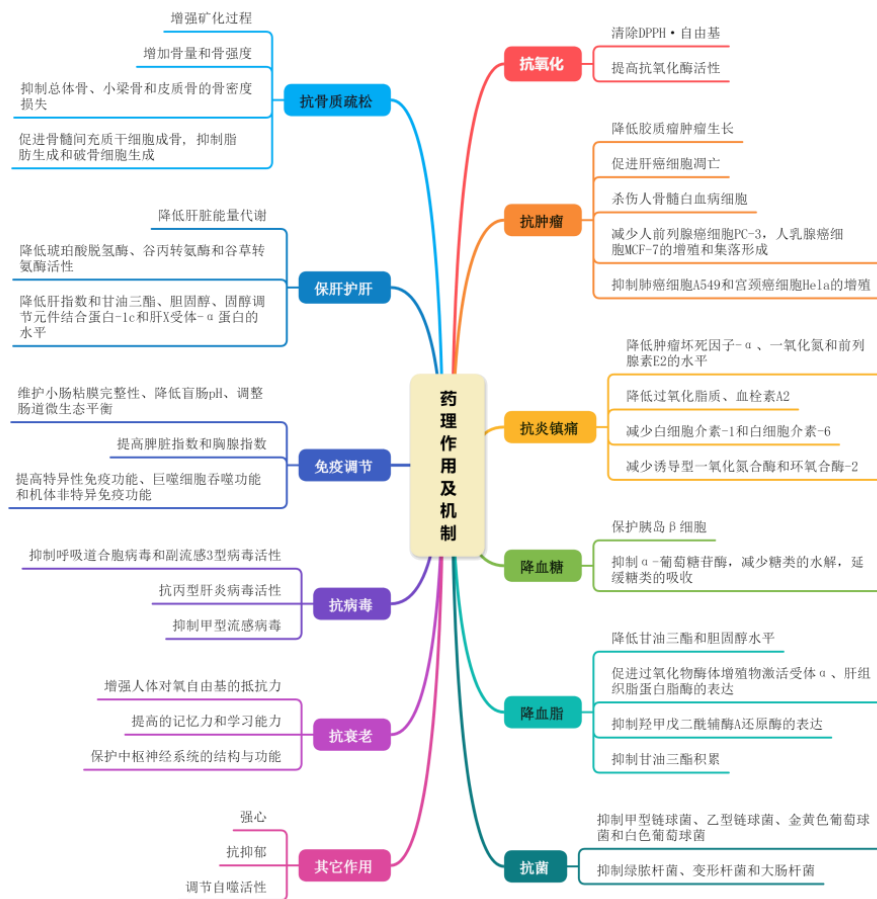 药理作用及机制
抗骨质疏松
增强矿化过程
增加骨量和骨强度
抑制总体骨、小梁骨和皮质骨的骨密度
损失
促进骨髓间充质干细胞成骨, 抑制脂
肪生成和破骨细胞生成
保肝护肝
降低肝脏能量代谢
降低琥珀酸脱氢酶、谷丙转氨酶和谷草转
氨酶活性
降低肝指数和甘油三酯、胆固醇、固醇调
节元件结合蛋白-1c和肝X受体-α蛋白的
水平
免疫调节
维护小肠粘膜完整性、降低盲肠pH、调整
肠道微生态平衡
提高脾脏指数和胸腺指数
提高特异性免疫功能、巨噬细胞吞噬功能
和机体非特异免疫功能
抗病毒
抑制呼吸道合胞病毒和副流感3型病毒活性
抗丙型肝炎病毒活性
抑制甲型流感病毒
抗衰老
增强人体对氧自由基的抵抗力
提高的记忆力和学习能力
保护中枢神经系统的结构与功能
其它作用
强心
抗抑郁
调节自噬活性
抗氧化
清除DPPH·自由基
提高抗氧化酶活性
抗肿瘤
降低胶质瘤肿瘤生长
促进肝癌细胞凋亡
杀伤人骨髓白血病细胞
减少人前列腺癌细胞PC-3，人乳腺癌细
胞MCF-7的增殖和集落形成
抑制肺癌细胞A549和宫颈癌细胞Hela的增殖
抗炎镇痛
降低肿瘤坏死因子-α、一氧化氮和前列
腺素E2的水平
降低过氧化脂质、血栓素A2
减少白细胞介素-1和白细胞介素-6
减少诱导型一氧化氮合酶和环氧合酶-2
降血糖
保护胰岛β细胞
抑制α-葡萄糖苷酶，减少糖类的水解，延
缓糖类的吸收
降血脂
降低甘油三酯和胆固醇水平
促进过氧化物酶体增殖物激活受体α、肝组
织脂蛋白脂酶的表达
抑制羟甲戊二酰辅酶A还原酶的表达
抑制甘油三酯积累
抗菌
抑制甲型链球菌、乙型链球菌、金黄色葡萄球
菌和白色葡萄球菌
抑制绿脓杆菌、变形杆菌和大肠杆菌